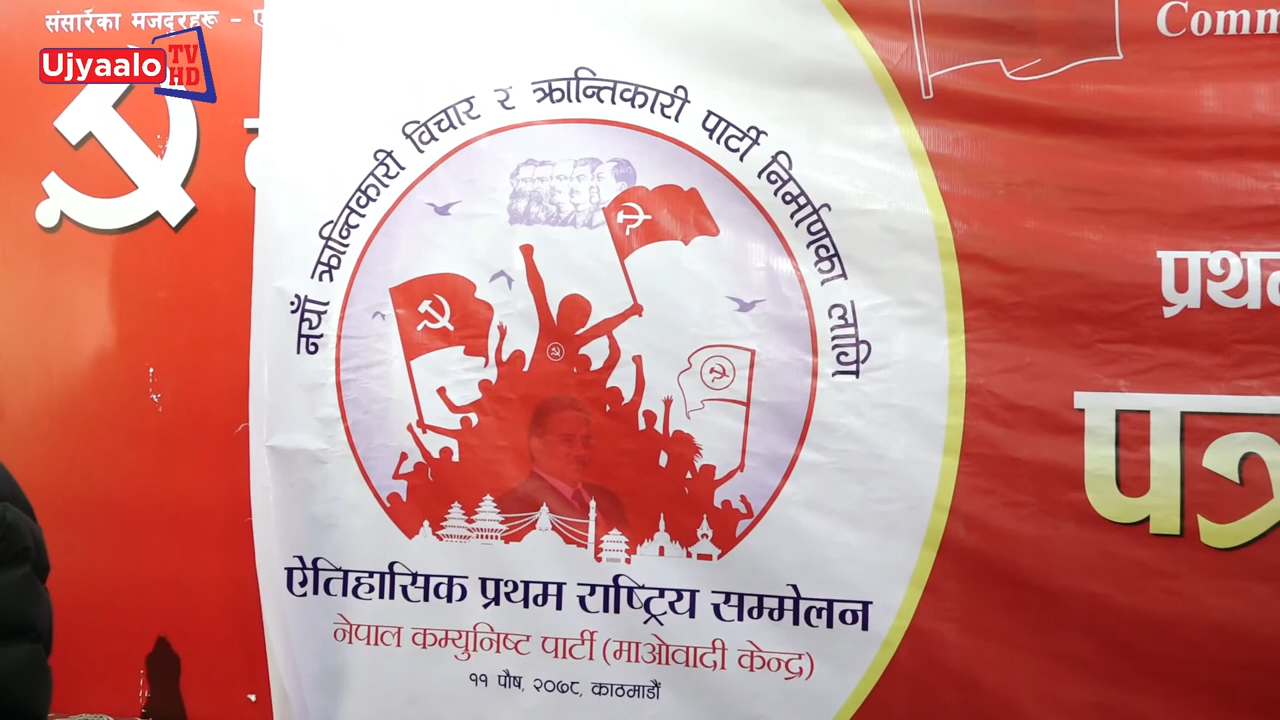 संसारका मजदुरहरू -
Ujyaalo TV HD
नयाँ क्रान्तिकारी विचार र क्रान्तिकारी पार्टी निर्माणका लागि
ऐतिहासिक प्रथम राष्ट्रिय सम्मेलन
नेपाल कम्युनिष्ट पार्टी (माओवादी केन्द्र)
११ पौष, २०७८, काठमाडौं
Comm
प्रथम
पत्र